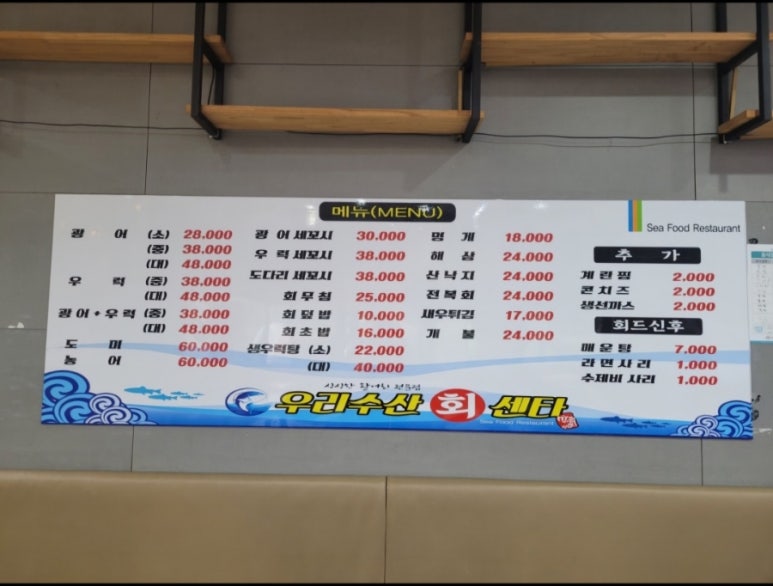 메뉴(MENU)
Sea Food Restaurant
광 어 (소) 28.000
(중) 38.000
(대) 48.000
우 럭 (중) 38.000
(대) 48.000
광어+우럭 (중) 38.000
(대) 48.000
도 미 60.000
농 어 60.000
광 어 세꼬시 30.000
우 럭 세꼬시 38.000
도다리 세꼬시 38.000
회 무 침 25.000
회 덮 밥 10.000
회 초 밥 16.000
생우럭탕 (소) 22.000
(대) 40.000
멍 게 18.000
해 삼 24.000
산 낙 지 24.000
전 복 회 24.000
새우튀김 17.000
개 불 24.000
추 가
계 란 찜 2.000
콘 치 즈 2.000
생선까스 2.000
회드신후
매 운 탕 7.000
라 면 사 리 1.000
수제비 사리 1.000
우리수산 회 센타
Sea Food Restaurant